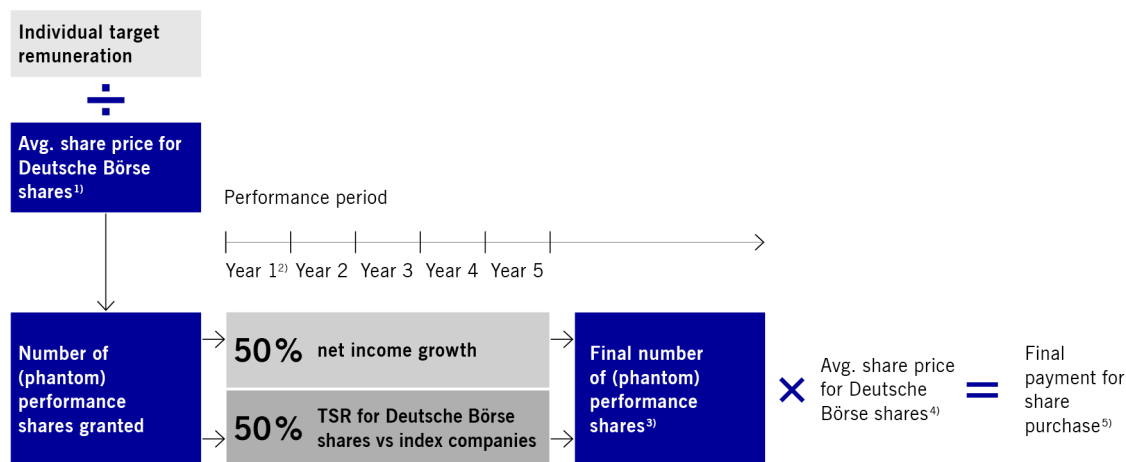 Individual target
remuneration
÷
Avg. share price for
Deutsche Börse
shares¹⁾
Performance period
Year 1²⁾ Year 2 Year 3 Year 4 Year 5
Number of
(phantom)
performance
shares granted
50% net income growth
50% TSR for Deutsche Börse
shares vs index companies
Final number
of (phantom)
performance
shares³⁾
×
Avg. share price
for Deutsche
Börse shares⁴⁾
=
Final
payment for
share
purchase⁵⁾